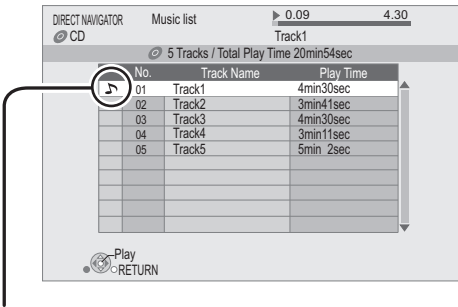 DIRECT NAVIGATOR Music list 0.09 4.30
CD Track1
5 Tracks / Total Play Time 20min54sec
No. Track Name Play Time
01 Track1 4min30sec
02 Track2 3min41sec
03 Track3 4min30sec
04 Track4 3min11sec
05 Track5 5min 2sec
Play
RETURN